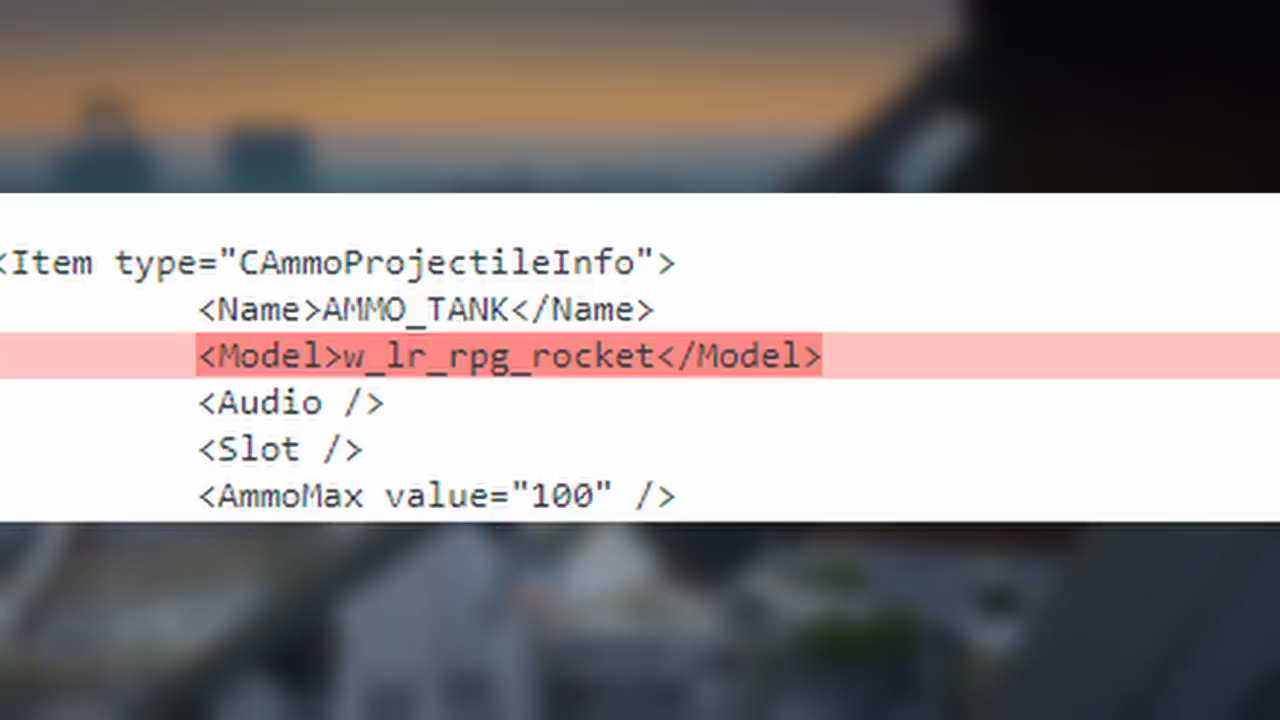 <Item type="CAmmoProjectileInfo">
<Name>AMMO_TANK</Name>
<Model>w_lr_rpg_rocket</Model>
<Audio />
<Slot />
<AmmoMax value="100" />